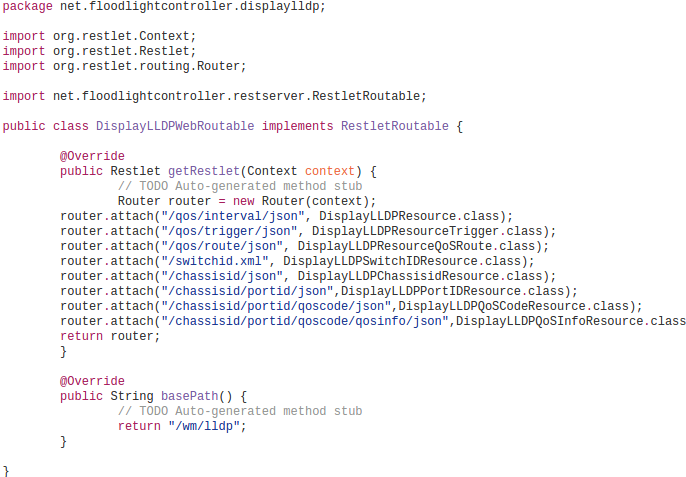 package net.floodlightcontroller.displaylldp;
import org.restlet.Context;
import org.restlet.Restlet;
import org.restlet.routing.Router;
import net.floodlightcontroller.restserver.RestletRoutable;
public class DisplayLLDPWebRoutable implements RestletRoutable {
@Override
public Restlet getRestlet(Context context) {
// TODO Auto-generated method stub
Router router = new Router(context);
router.attach("/qos/interval/json", DisplayLLDPResource.class);
router.attach("/qos/trigger/json", DisplayLLDPResourceTrigger.class);
router.attach("/qos/route/json", DisplayLLDPResourceQoSRoute.class);
router.attach("/switchid.xml", DisplayLLDPSwitchIDResource.class);
router.attach("/chassisid/json", DisplayLLDPChassisidResource.class);
router.attach("/chassisid/portid/json",DisplayLLDPPortIDResource.class);
router.attach("/chassisid/portid/qoscode/json",DisplayLLDPQoSCodeResource.class);
router.attach("/chassisid/portid/qoscode/qosinfo/json",DisplayLLDPQoSInfoResource.class
return router;
}
@Override
public String basePath() {
// TODO Auto-generated method stub
return "/wm/lldp";
}
}